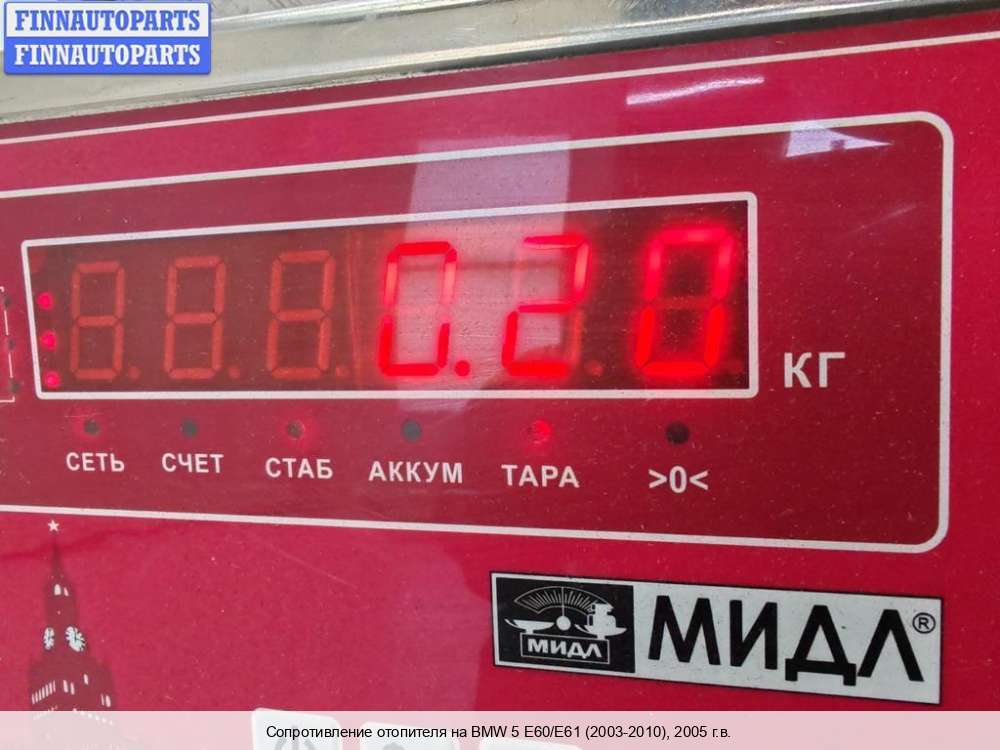 FINNAUTOPARTS
FINNAUTOPARTS
0.20
КГ
СЕТЬ СЧЕТ СТАБ АККУМ ТАРА >0<
МИДЛ МИДЛ®
Сопротивление отопителя на BMW 5 E60/E61 (2003-2010), 2005 г.в.